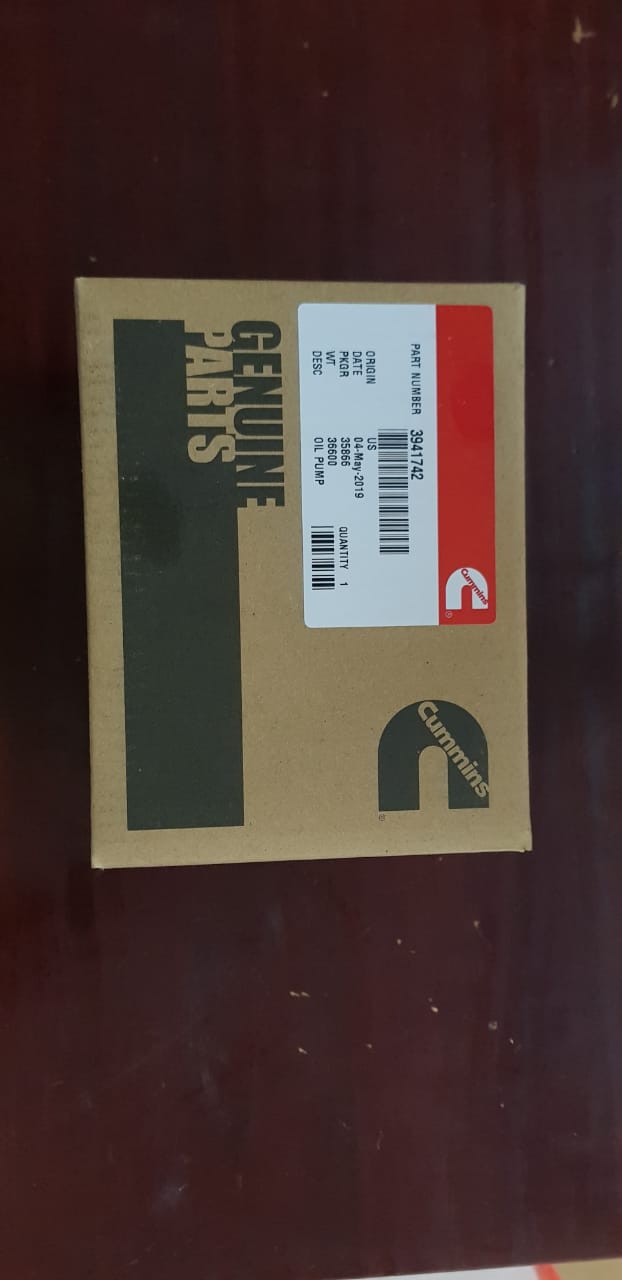 Cummins
®
PART NUMBER 3941742
ORIGIN US
DATE 04-May-2019
PKGR 35866 QUANTITY 1
WT 36600
DESC OIL PUMP
GENUINE
PARTS
Cummins
®